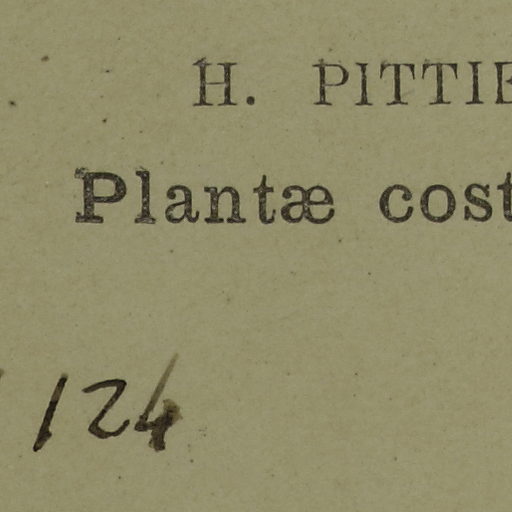 H. PITTIE
Plantæ cost
124